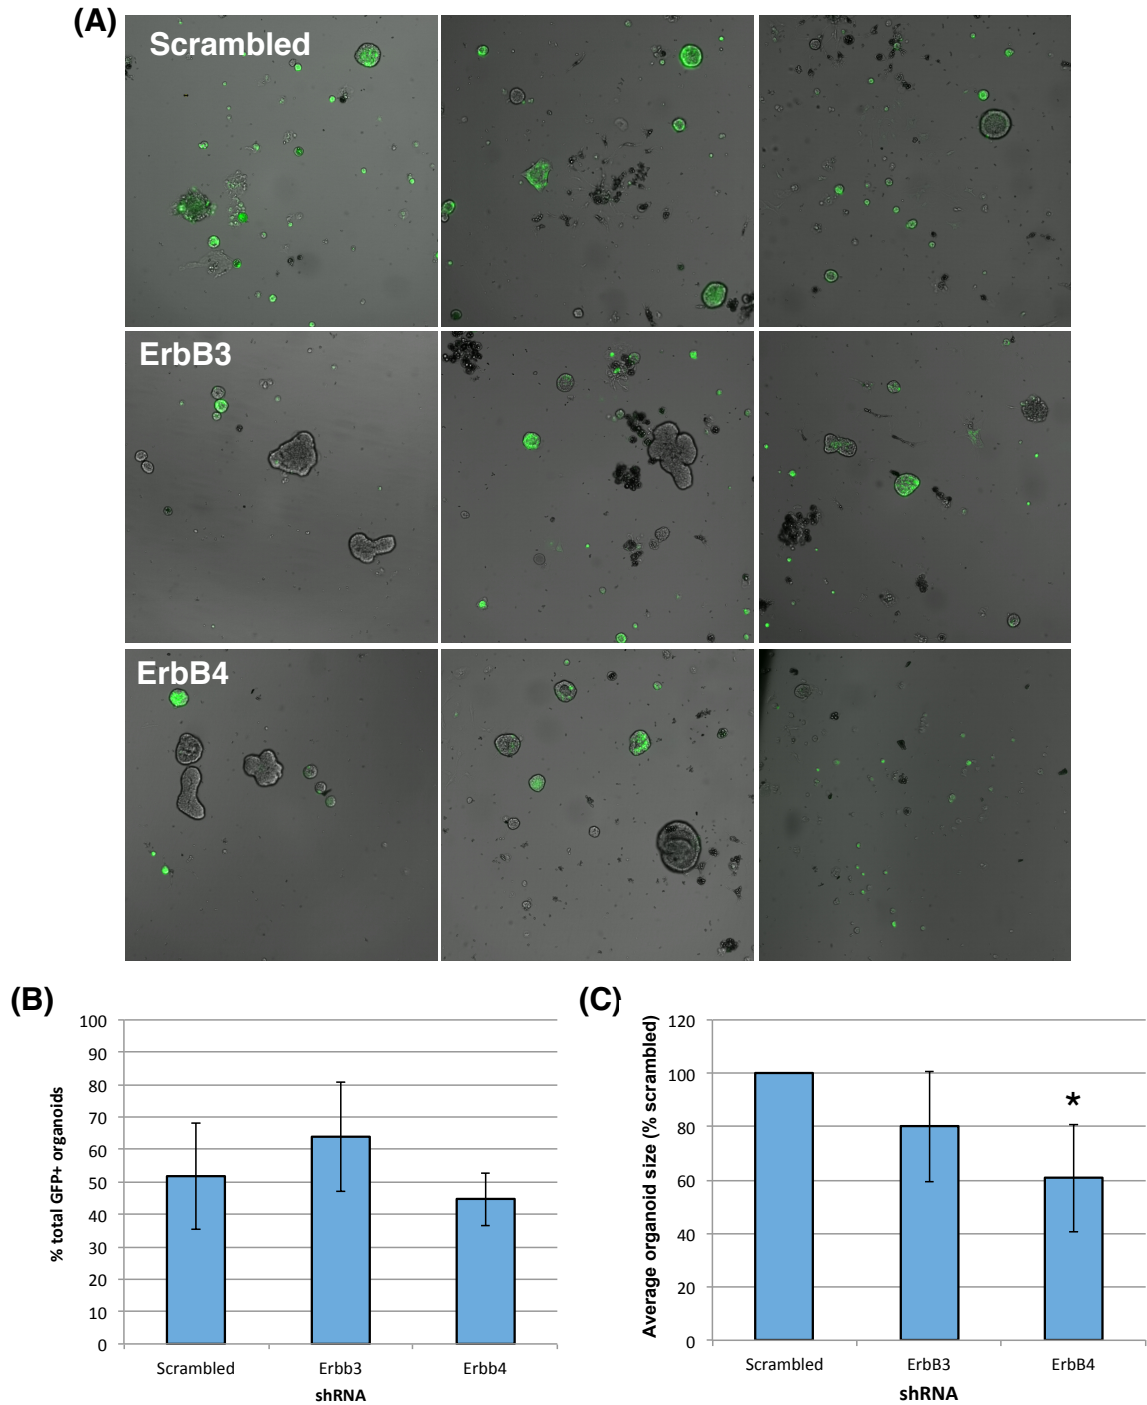 (A)
Scrambled
ErbB3
ErbB4
(B)
% total GFP+ organoids
100
90
80
70
60
50
40
30
20
10
0
Scrambled
Erbb3
Erbb4
shRNA
(C)
Average organoid size (% scrambled)
120
100
80
60
40
20
0
*
Scrambled
ErbB3
ErbB4
shRNA